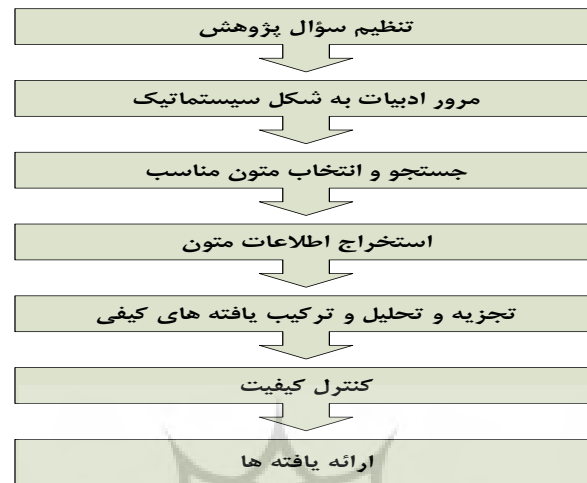 تنظیم سؤال پژوهش
مرور ادبیات به شکل سیستماتیک
جستجو و انتخاب متون مناسب
استخراج اطلاعات متون
تجزیه و تحلیل و ترکیب یافته های کیفی
کنترل کیفیت
ارائه یافته ها